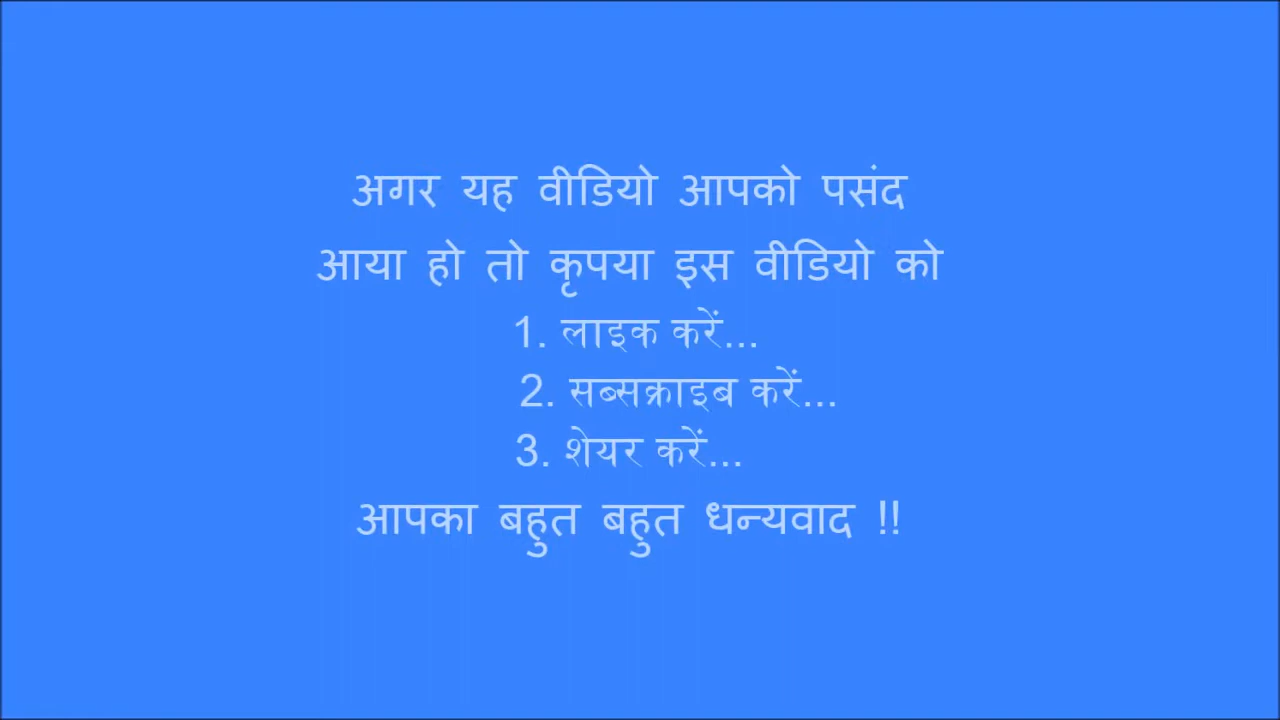 अगर यह वीडियो आपको पसंद
आया हो तो कृपया इस वीडियो को
1. लाइक करें...
2. सब्सक्राइब करें...
3. शेयर करें...
आपका बहुत बहुत धन्यवाद !!